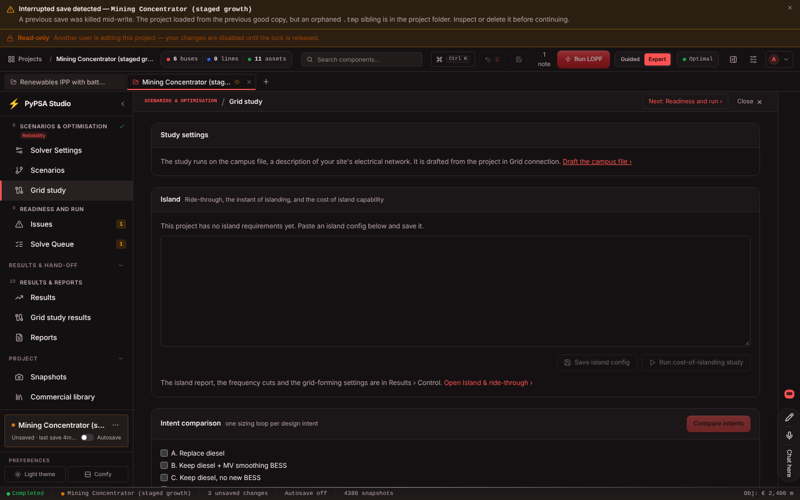 Interrupted save detected — Mining Concentrator (staged growth)
A previous save was killed mid-write. The project loaded from the previous good copy, but an orphaned .tmp sibling is in the project folder. Inspect or delete it before continuing.
Read-only Another user is editing this project — your changes are disabled until the lock is released.
Projects / Mining Concentrator (staged gr... 6 buses 0 lines 11 assets Search components... Ctrl K 0 1 note Run LOPF Guided Expert Optimal A
Renewables IPP with batt... Mining Concentrator (stag...
PyPSA Studio
SCENARIOS & OPTIMISATION / Grid study Next: Readiness and run › Close
SCENARIOS & OPTIMISATION
Reliability
Solver Settings
Scenarios
Grid study
READINESS AND RUN
Issues 1
Solve Queue 1
RESULTS & HAND-OFF
RESULTS & REPORTS
Results
Grid study results
Reports
PROJECT
Snapshots
Commercial library
Mining Concentrator (s... ...
Unsaved · last save 4m... Autosave
PREFERENCES
Light theme Comfy
Study settings
The study runs on the campus file, a description of your site's electrical network. It is drafted from the project in Grid connection. Draft the campus file ›
Island Ride-through, the instant of islanding, and the cost of island capability
This project has no island requirements yet. Paste an island config below and save it.
Save island config Run cost-of-islanding study
The island report, the frequency cuts and the grid-forming settings are in Results › Control. Open Island & ride-through ›
Intent comparison one sizing loop per design intent Compare intents
A. Replace diesel
B. Keep diesel + MV smoothing BESS
C. Keep diesel, no new BESS
Chat here
Completed Mining Concentrator (staged growth) 3 unsaved changes Autosave off 4380 snapshots Obj: € 2,400 m